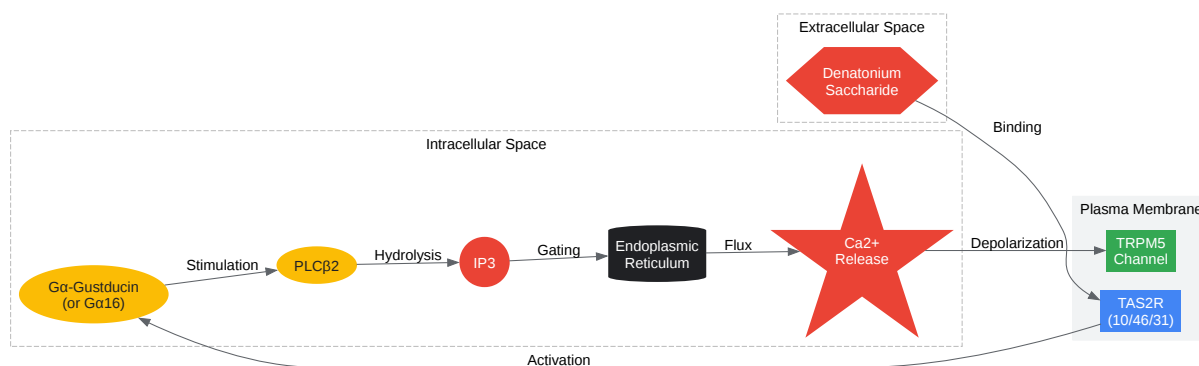 Extracellular Space
Denatonium
Saccharide
Binding
Intracellular Space
Plasma Membrane
Gα-Gustducin
(or Gα16)
Stimulation
PLCβ2
Hydrolysis
IP3
Gating
Endoplasmic
Reticulum
Flux
Ca2+
Release
Depolarization
TRPM5
Channel
TAS2R
(10/46/31)
Activation